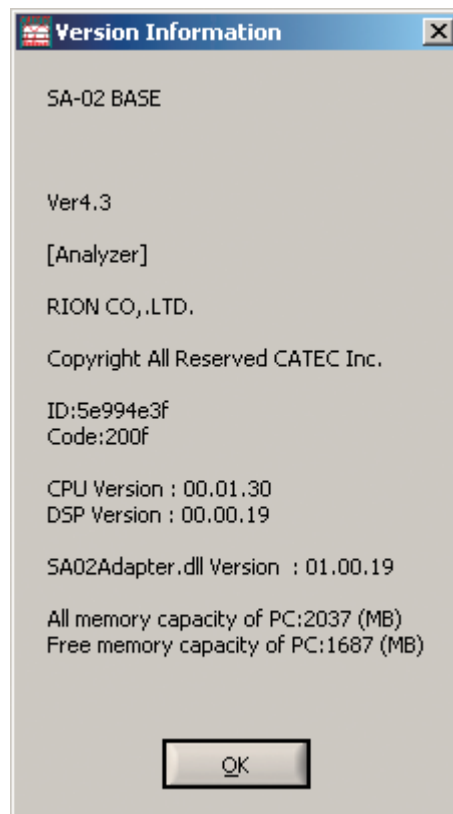 Version Information
SA-02 BASE
Ver4.3
[Analyzer]
RION CO,.LTD.
Copyright All Reserved CATEC Inc.
ID:5e994e3f
Code:200f
CPU Version : 00.01.30
DSP Version : 00.00.19
SA02Adapter.dll Version  : 01.00.19
All memory capacity of PC:2037 (MB)
Free memory capacity of PC:1687 (MB)
OK